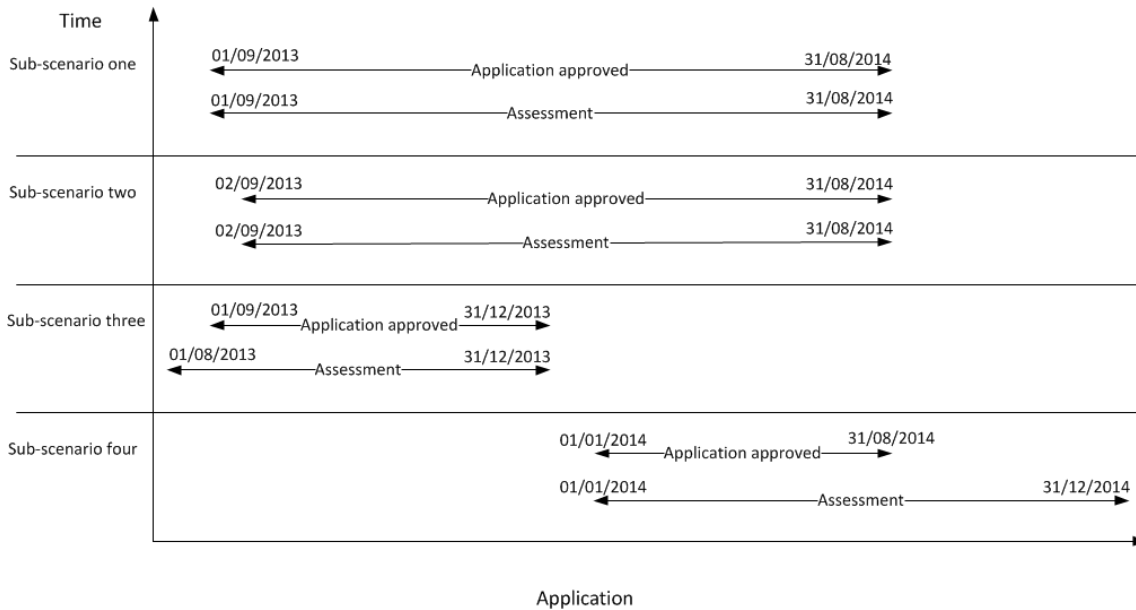 Time
Sub-scenario one
01/09/2013 31/08/2014
Application approved
01/09/2013 31/08/2014
Assessment
Sub-scenario two
02/09/2013 31/08/2014
Application approved
02/09/2013 31/08/2014
Assessment
Sub-scenario three
01/09/2013 31/12/2013
Application approved
01/08/2013 31/12/2013
Assessment
Sub-scenario four
01/01/2014 31/08/2014
Application approved
01/01/2014 31/12/2014
Assessment
Application